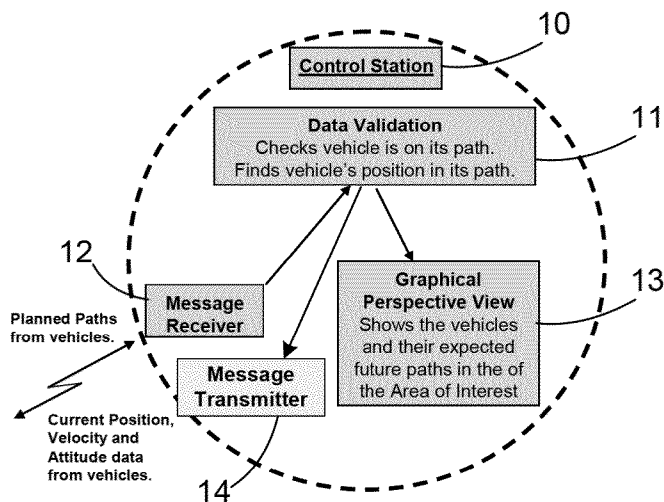 10
Control Station
11
Data Validation
Checks vehicle is on its path.
Finds vehicle's position in its path.
12
Message
Receiver
13
Graphical
Perspective View
Shows the vehicles
and their expected
future paths in the of
the Area of Interest
Planned Paths
from vehicles.
Message
Transmitter
Current Position,
Velocity and
Attitude data
from vehicles.
14